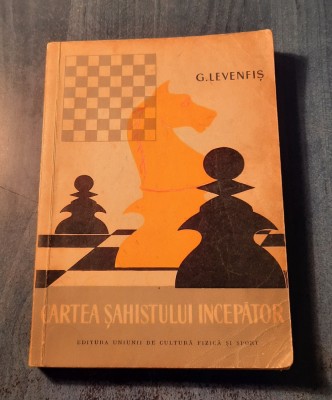 G.LEVENFIȘ
CARTEA ȘAHISTULUI INCEPĂTOR
EDITURA UNIUNII DE CULTURĂ FIZICĂ ȘI SPORT